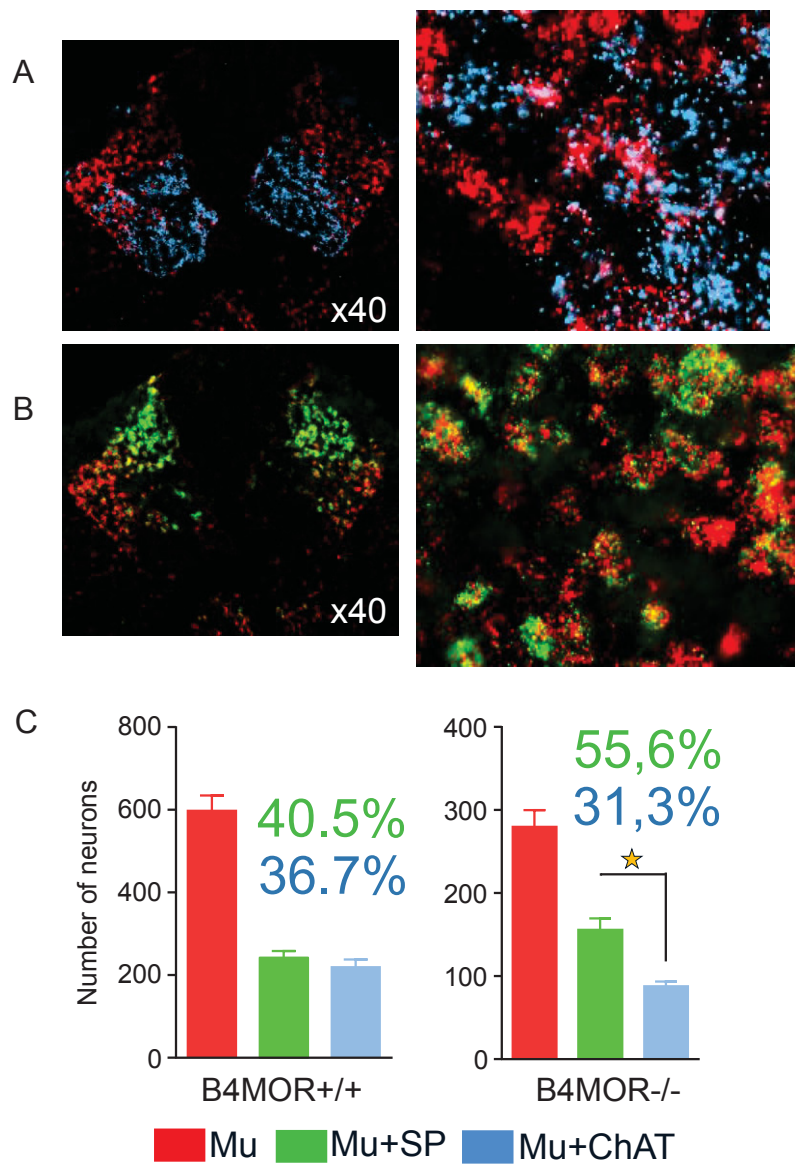 A
x40
B
x40
C
Number of neurons
800
600
400
200
0
40.5%
36.7%
B4MOR+/+
400
300
200
100
0
55,6%
31,3%
B4MOR-/-
Mu Mu+SP Mu+ChAT